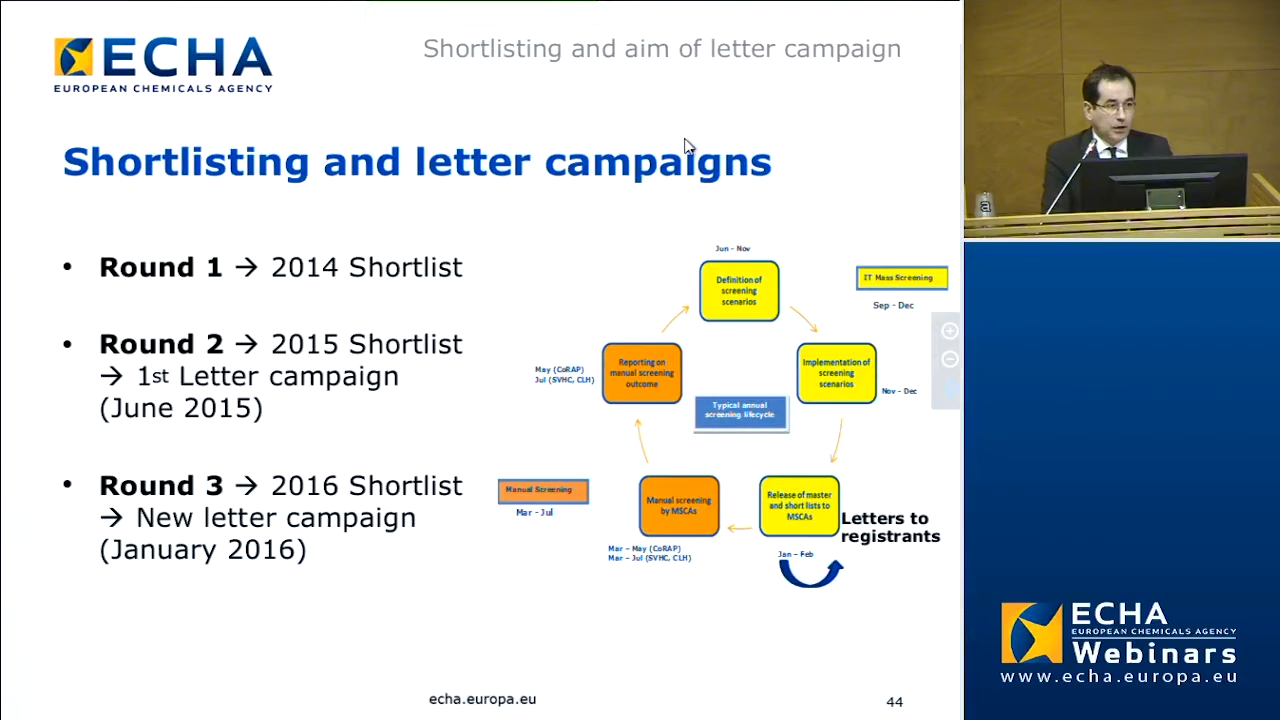 ECHA
EUROPEAN CHEMICALS AGENCY
Shortlisting and aim of letter campaign
Shortlisting and letter campaigns
• Round 1 → 2014 Shortlist
• Round 2 → 2015 Shortlist
→ 1st Letter campaign
(June 2015)
• Round 3 → 2016 Shortlist
→ New letter campaign
(January 2016)
Jun - Nov
Definition of
screening
scenarios
IT Mass Screening
Sep - Dec
Implementation of
screening
scenarios
Nov - Dec
Release of master
and short lists to
MSCAs
Letters to
registrants
Jan – Feb
Manual screening
by MSCAs
Mar – May (CoRAP)
Mar – Jul (SVHC, CLH)
Manual Screening
Mar - Jul
Reporting on
manual screening
outcome
May (CoRAP)
Jul (SVHC, CLH)
Typical annual
screening lifecycle
echa.europa.eu
44
ECHA
EUROPEAN CHEMICALS AGENCY
Webinars
www.echa.europa.eu